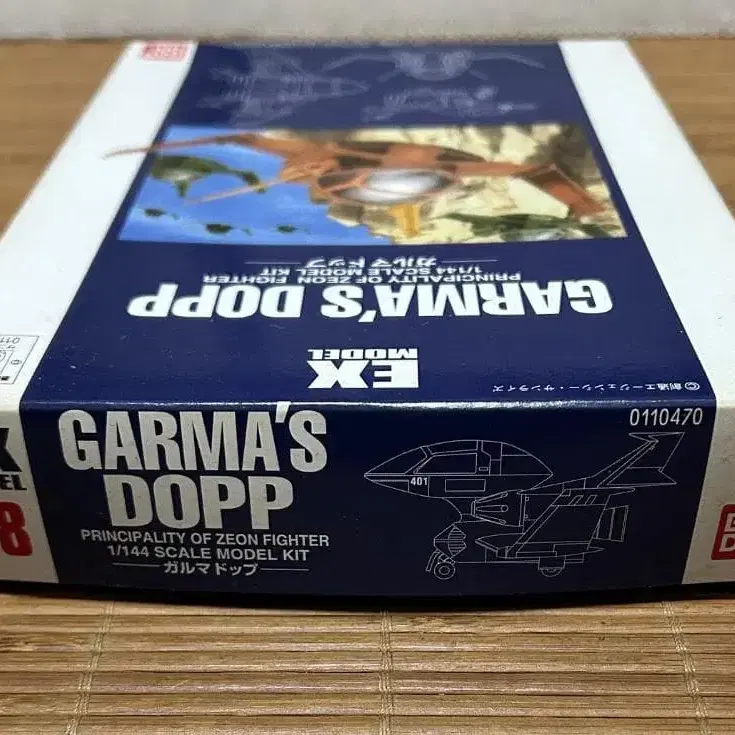 GARMA'S DOPP
PRINCIPALITY OF ZEON FIGHTER
1/144 SCALE MODEL KIT
ガルマ ドップ
EX
MODEL
©創通エージェンシー・サンライズ
GARMA'S
DOPP
PRINCIPALITY OF ZEON FIGHTER
1/144 SCALE MODEL KIT
ガルマ ドップ
0110470
401
X
EL
8